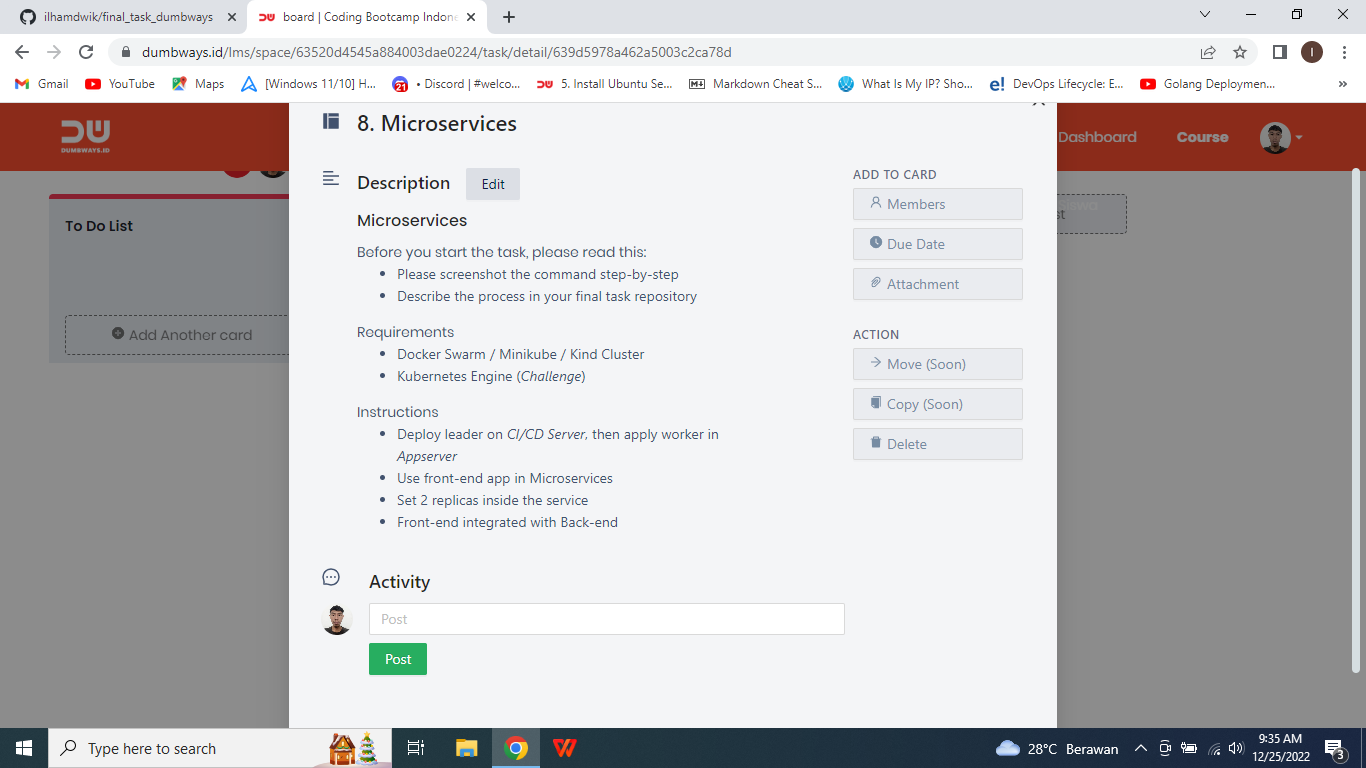 ilhamdwik/final_task_dumbways
board | Coding Bootcamp Indone
dumbways.id/lms/space/63520d4545a884003dae0224/task/detail/639d5978a462a5003c2ca78d
I
Gmail
YouTube
Maps
[Windows 11/10] H...
21
• Discord | #welco...
5. Install Ubuntu Se...
Markdown Cheat S...
What Is My IP? Sho...
e! DevOps Lifecycle: E...
Golang Deploymen...
»
DUMBWAYS.ID
Dashboard
Course
To Do List
Add Another card
8. Microservices
Description
Edit
Microservices
Before you start the task, please read this:
• Please screenshot the command step-by-step
• Describe the process in your final task repository
Requirements
• Docker Swarm / Minikube / Kind Cluster
• Kubernetes Engine (Challenge)
Instructions
• Deploy leader on CI/CD Server, then apply worker in
Appserver
• Use front-end app in Microservices
• Set 2 replicas inside the service
• Front-end integrated with Back-end
ADD TO CARD
Members
Due Date
Attachment
ACTION
Move (Soon)
Copy (Soon)
Delete
Activity
Post
Post
Type here to search
28°C Berawan
9:35 AM
12/25/2022
3